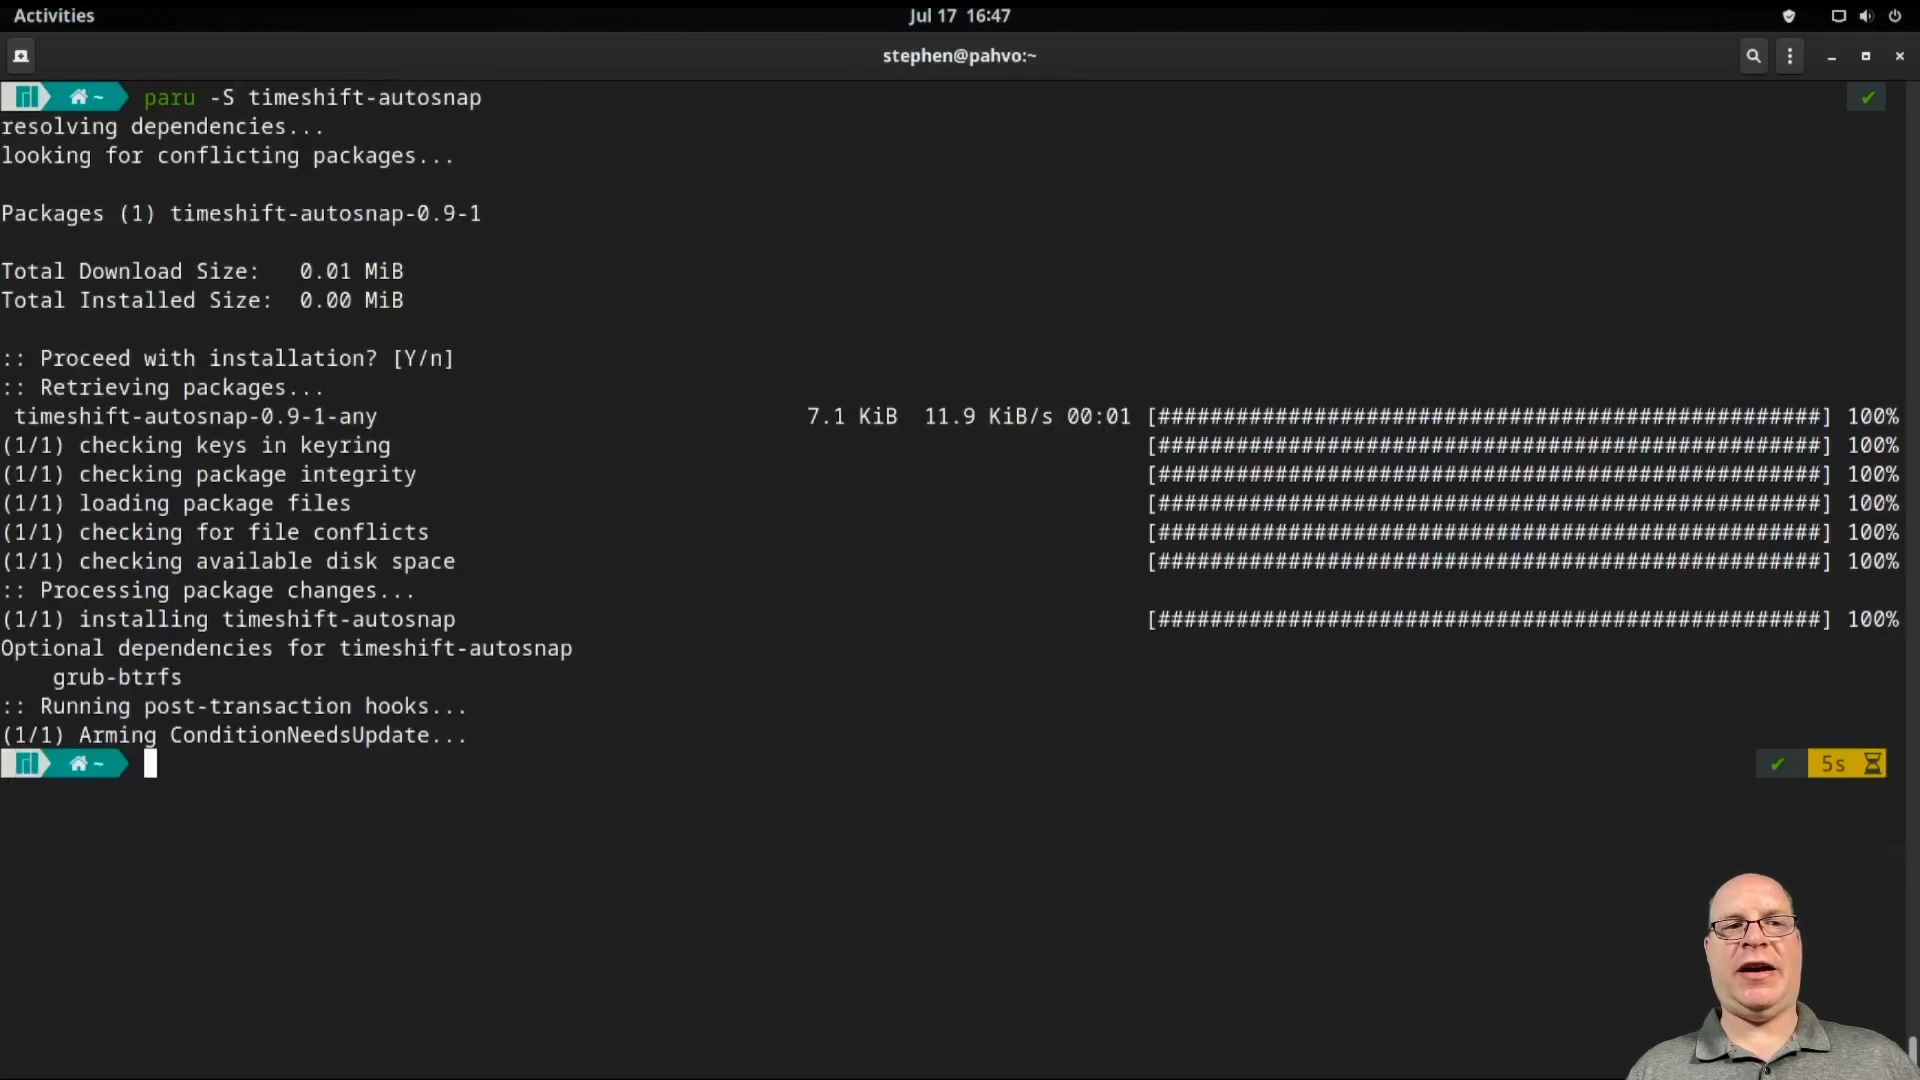 Activities
Jul 17 16:47
stephen@pahvo:~
~ paru -S timeshift-autosnap
resolving dependencies...
looking for conflicting packages...
Packages (1) timeshift-autosnap-0.9-1
Total Download Size: 0.01 MiB
Total Installed Size: 0.00 MiB
:: Proceed with installation? [Y/n]
:: Retrieving packages...
timeshift-autosnap-0.9-1-any 7.1 KiB 11.9 KiB/s 00:01 [####################################################] 100%
(1/1) checking keys in keyring [####################################################] 100%
(1/1) checking package integrity [####################################################] 100%
(1/1) loading package files [####################################################] 100%
(1/1) checking for file conflicts [####################################################] 100%
(1/1) checking available disk space [####################################################] 100%
:: Processing package changes...
(1/1) installing timeshift-autosnap [####################################################] 100%
Optional dependencies for timeshift-autosnap
grub-btrfs
:: Running post-transaction hooks...
(1/1) Arming ConditionNeedsUpdate...
~ 5s